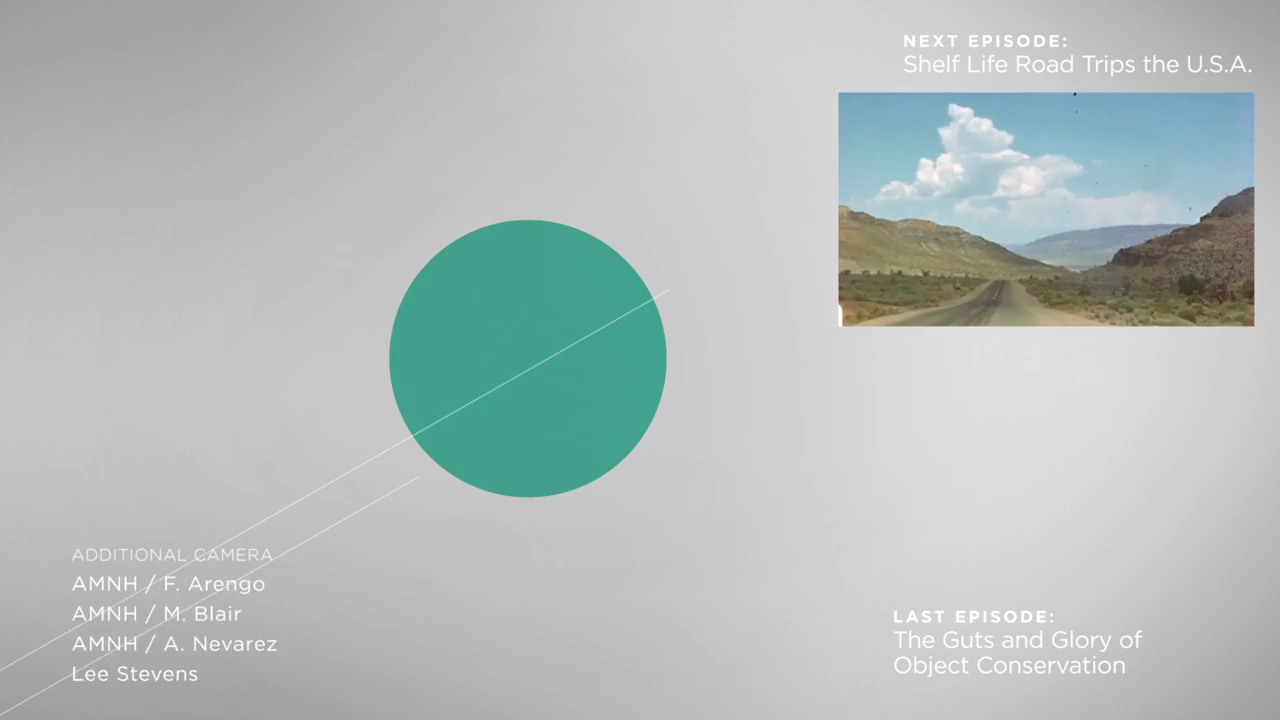 NEXT EPISODE:
Shelf Life Road Trips the U.S.A.
ADDITIONAL CAMERA
AMNH / F. Arengo
AMNH / M. Blair
AMNH / A. Nevarez
Lee Stevens
LAST EPISODE:
The Guts and Glory of
Object Conservation